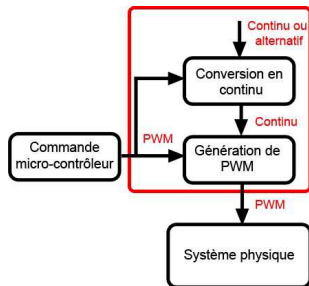 Continu ou
alternatif
Conversion en
continu
Continu
Commande
micro-contrôleur
PWM
Génération de
PWM
PWM
Système physique